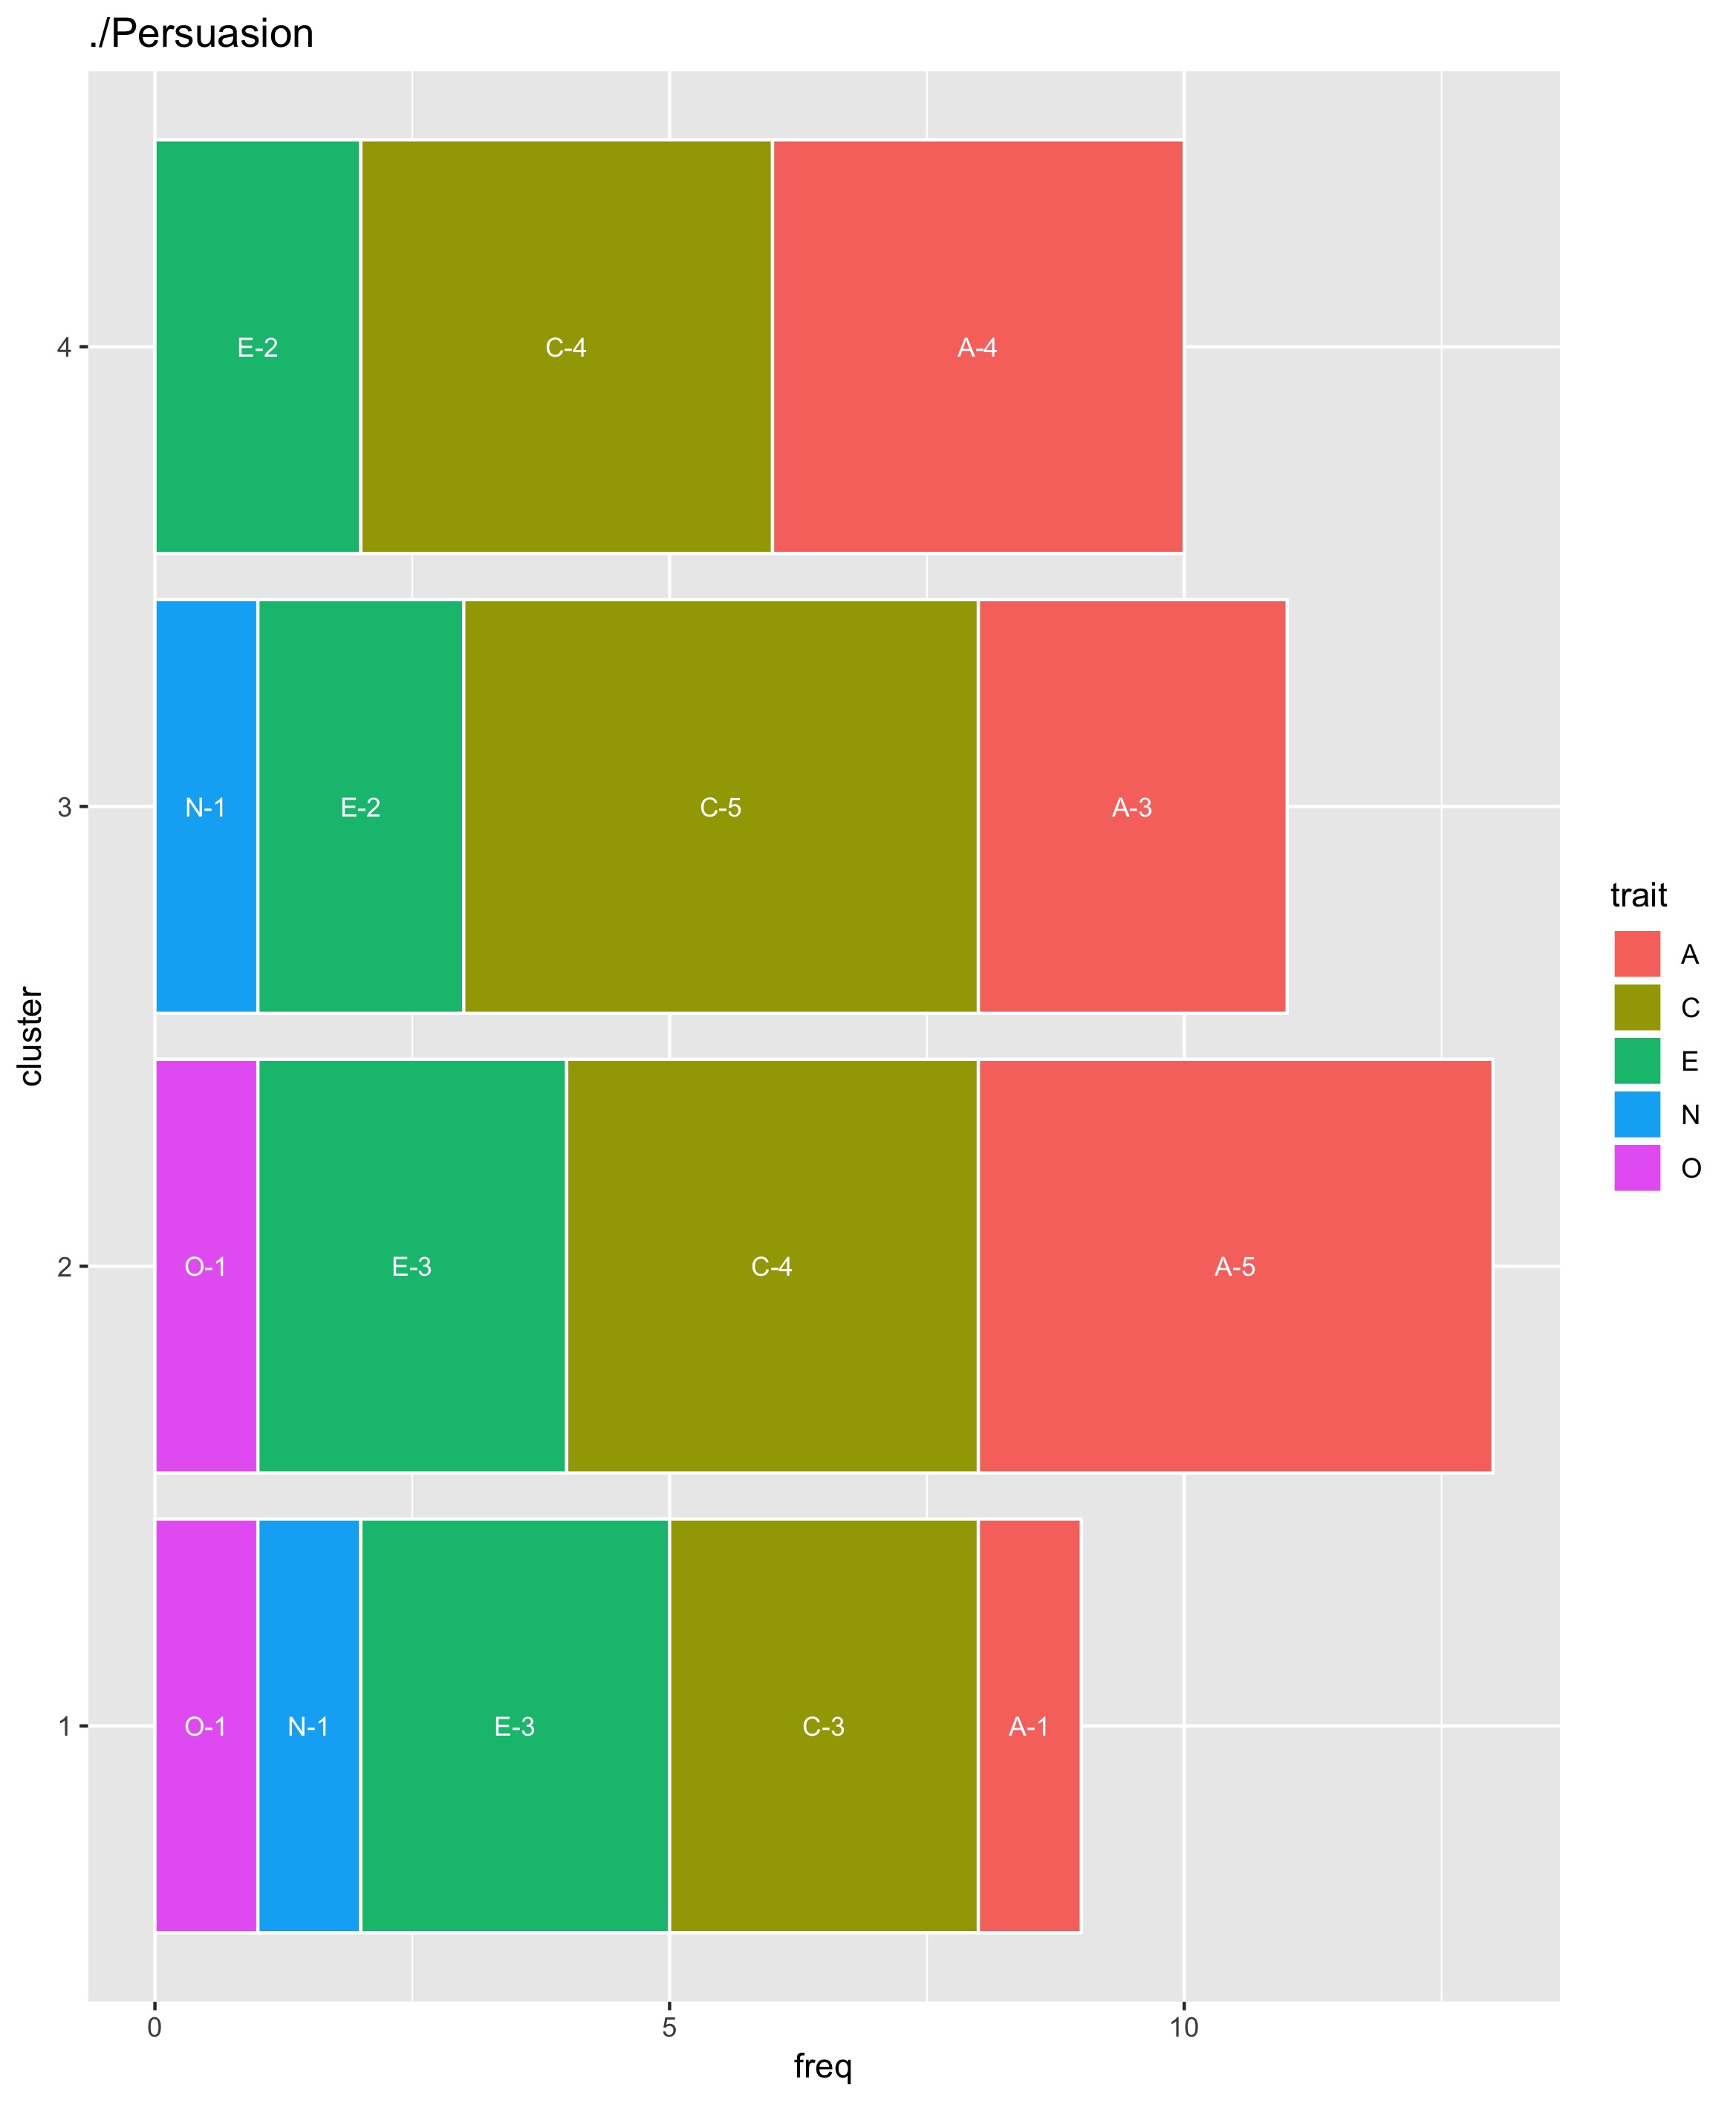 ./Persuasion
4
E-2
C-4
A-4
3
N-1
E-2
C-5
A-3
2
O-1
E-3
C-4
A-5
1
O-1
N-1
E-3
C-3
A-1
0
5
10
freq
cluster
trait
A
C
E
N
O